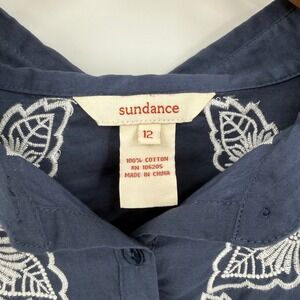 sundance
12
100% COTTON
RN 106205
MADE IN CHINA